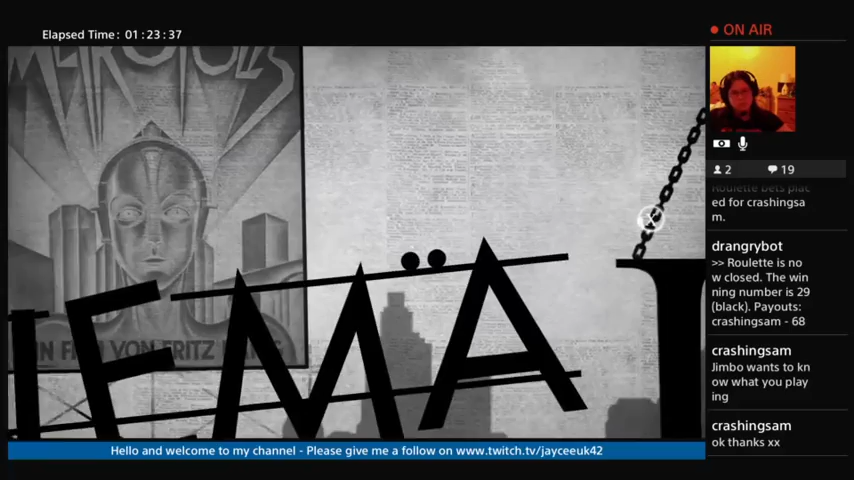 Elapsed Time: 01:23:37
ON AIR
METROPOLIS
2
19
Roulette bets plac
ed for crashingsa
m.
drangrybot
>> Roulette is no
w closed. The win
ning number is 29
(black). Payouts:
crashingsam - 68
EMÄ
IN FILM VON FRITZ LANG
crashingsam
Jimbo wants to kn
ow what you play
ing
crashingsam
ok thanks xx
Hello and welcome to my channel - Please give me a follow on www.twitch.tv/jayceeuk42